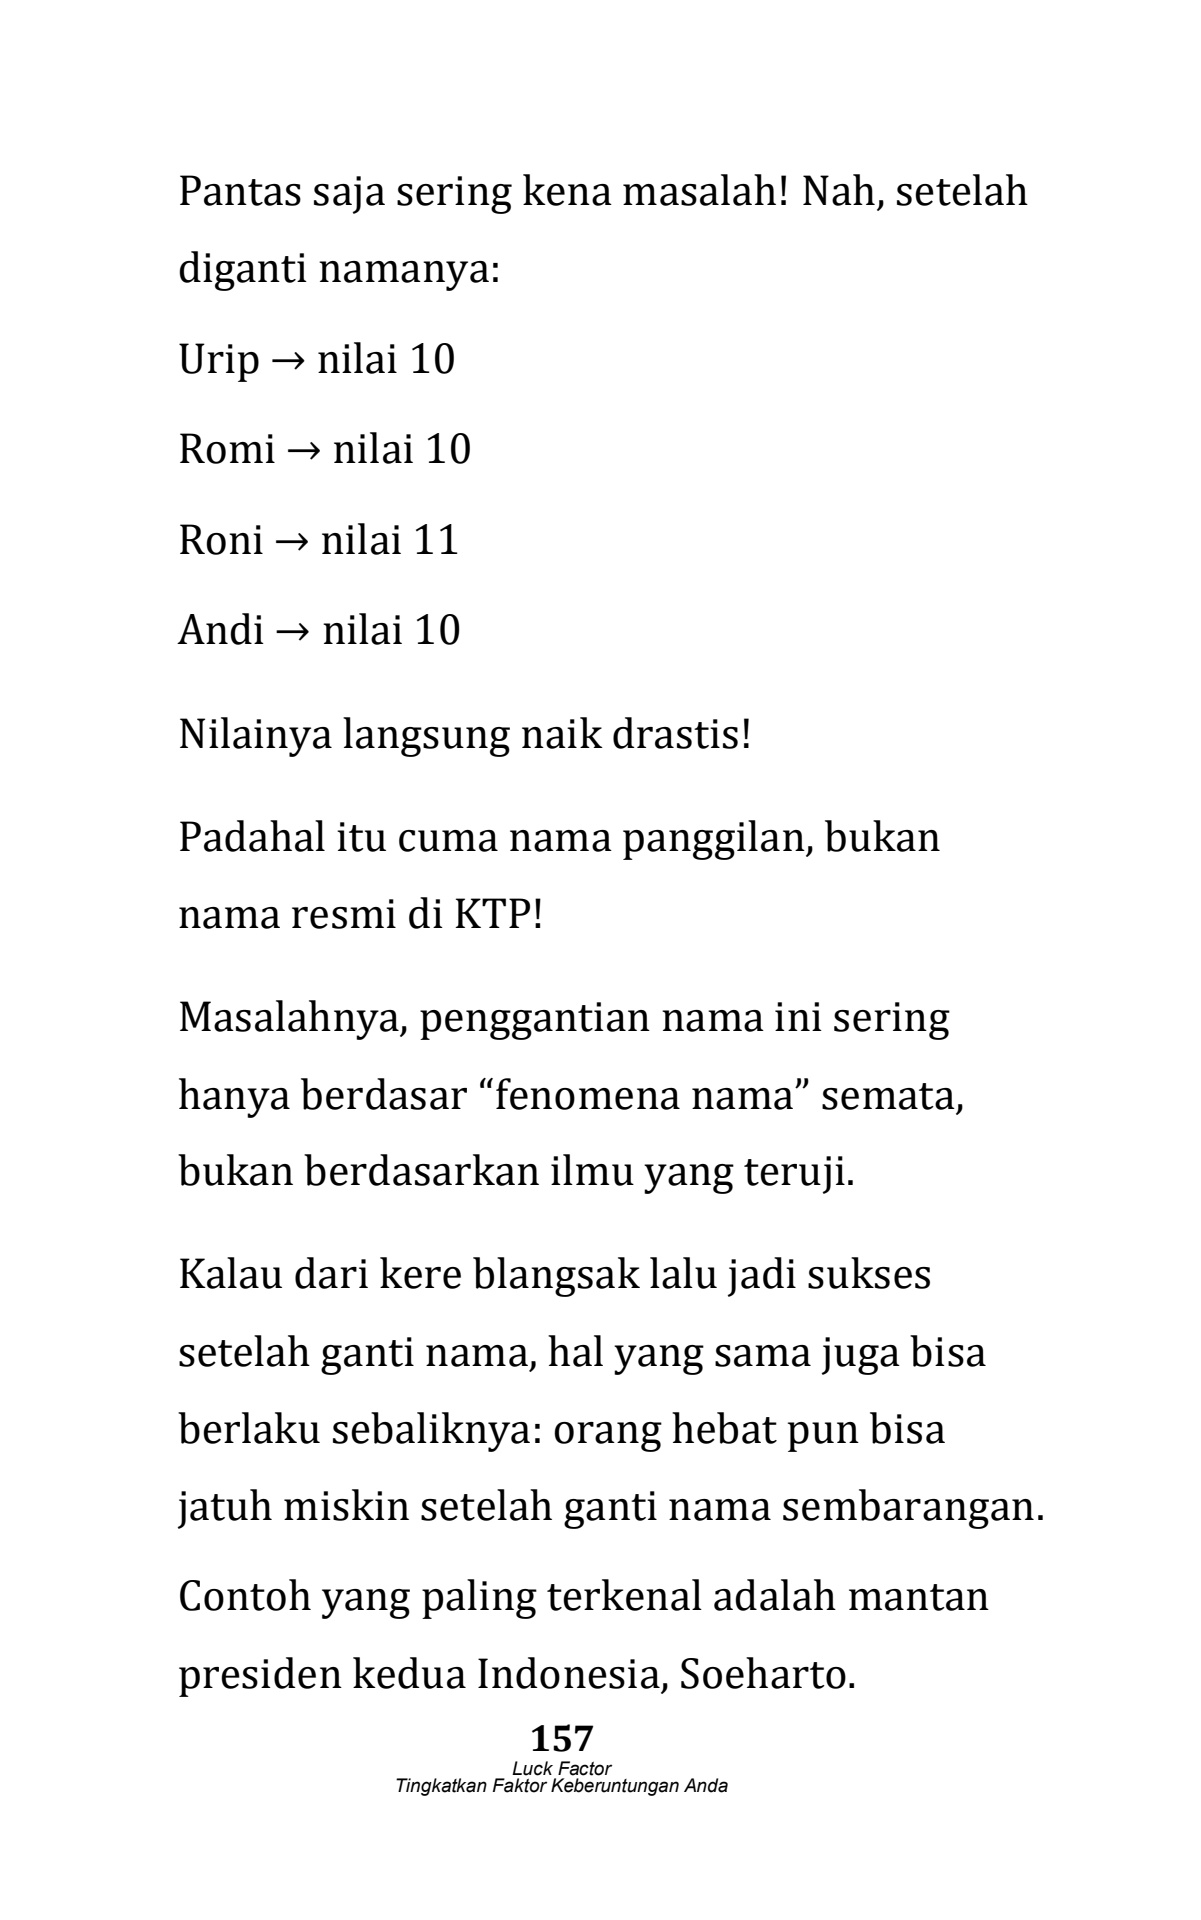 Pantas saja sering kena masalah! Nah, setelah
diganti namanya:
Urip → nilai 10
Romi → nilai 10
Roni → nilai 11
Andi → nilai 10
Nilainya langsung naik drastis!
Padahal itu cuma nama panggilan, bukan
nama resmi di KTP!
Masalahnya, penggantian nama ini sering
hanya berdasar “fenomena nama” semata,
bukan berdasarkan ilmu yang teruji.
Kalau dari kere blangsak lalu jadi sukses
setelah ganti nama, hal yang sama juga bisa
berlaku sebaliknya: orang hebat pun bisa
jatuh miskin setelah ganti nama sembarangan.
Contoh yang paling terkenal adalah mantan
presiden kedua Indonesia, Soeharto.
157
Luck Factor
Tingkatkan Faktor Keberuntungan Anda